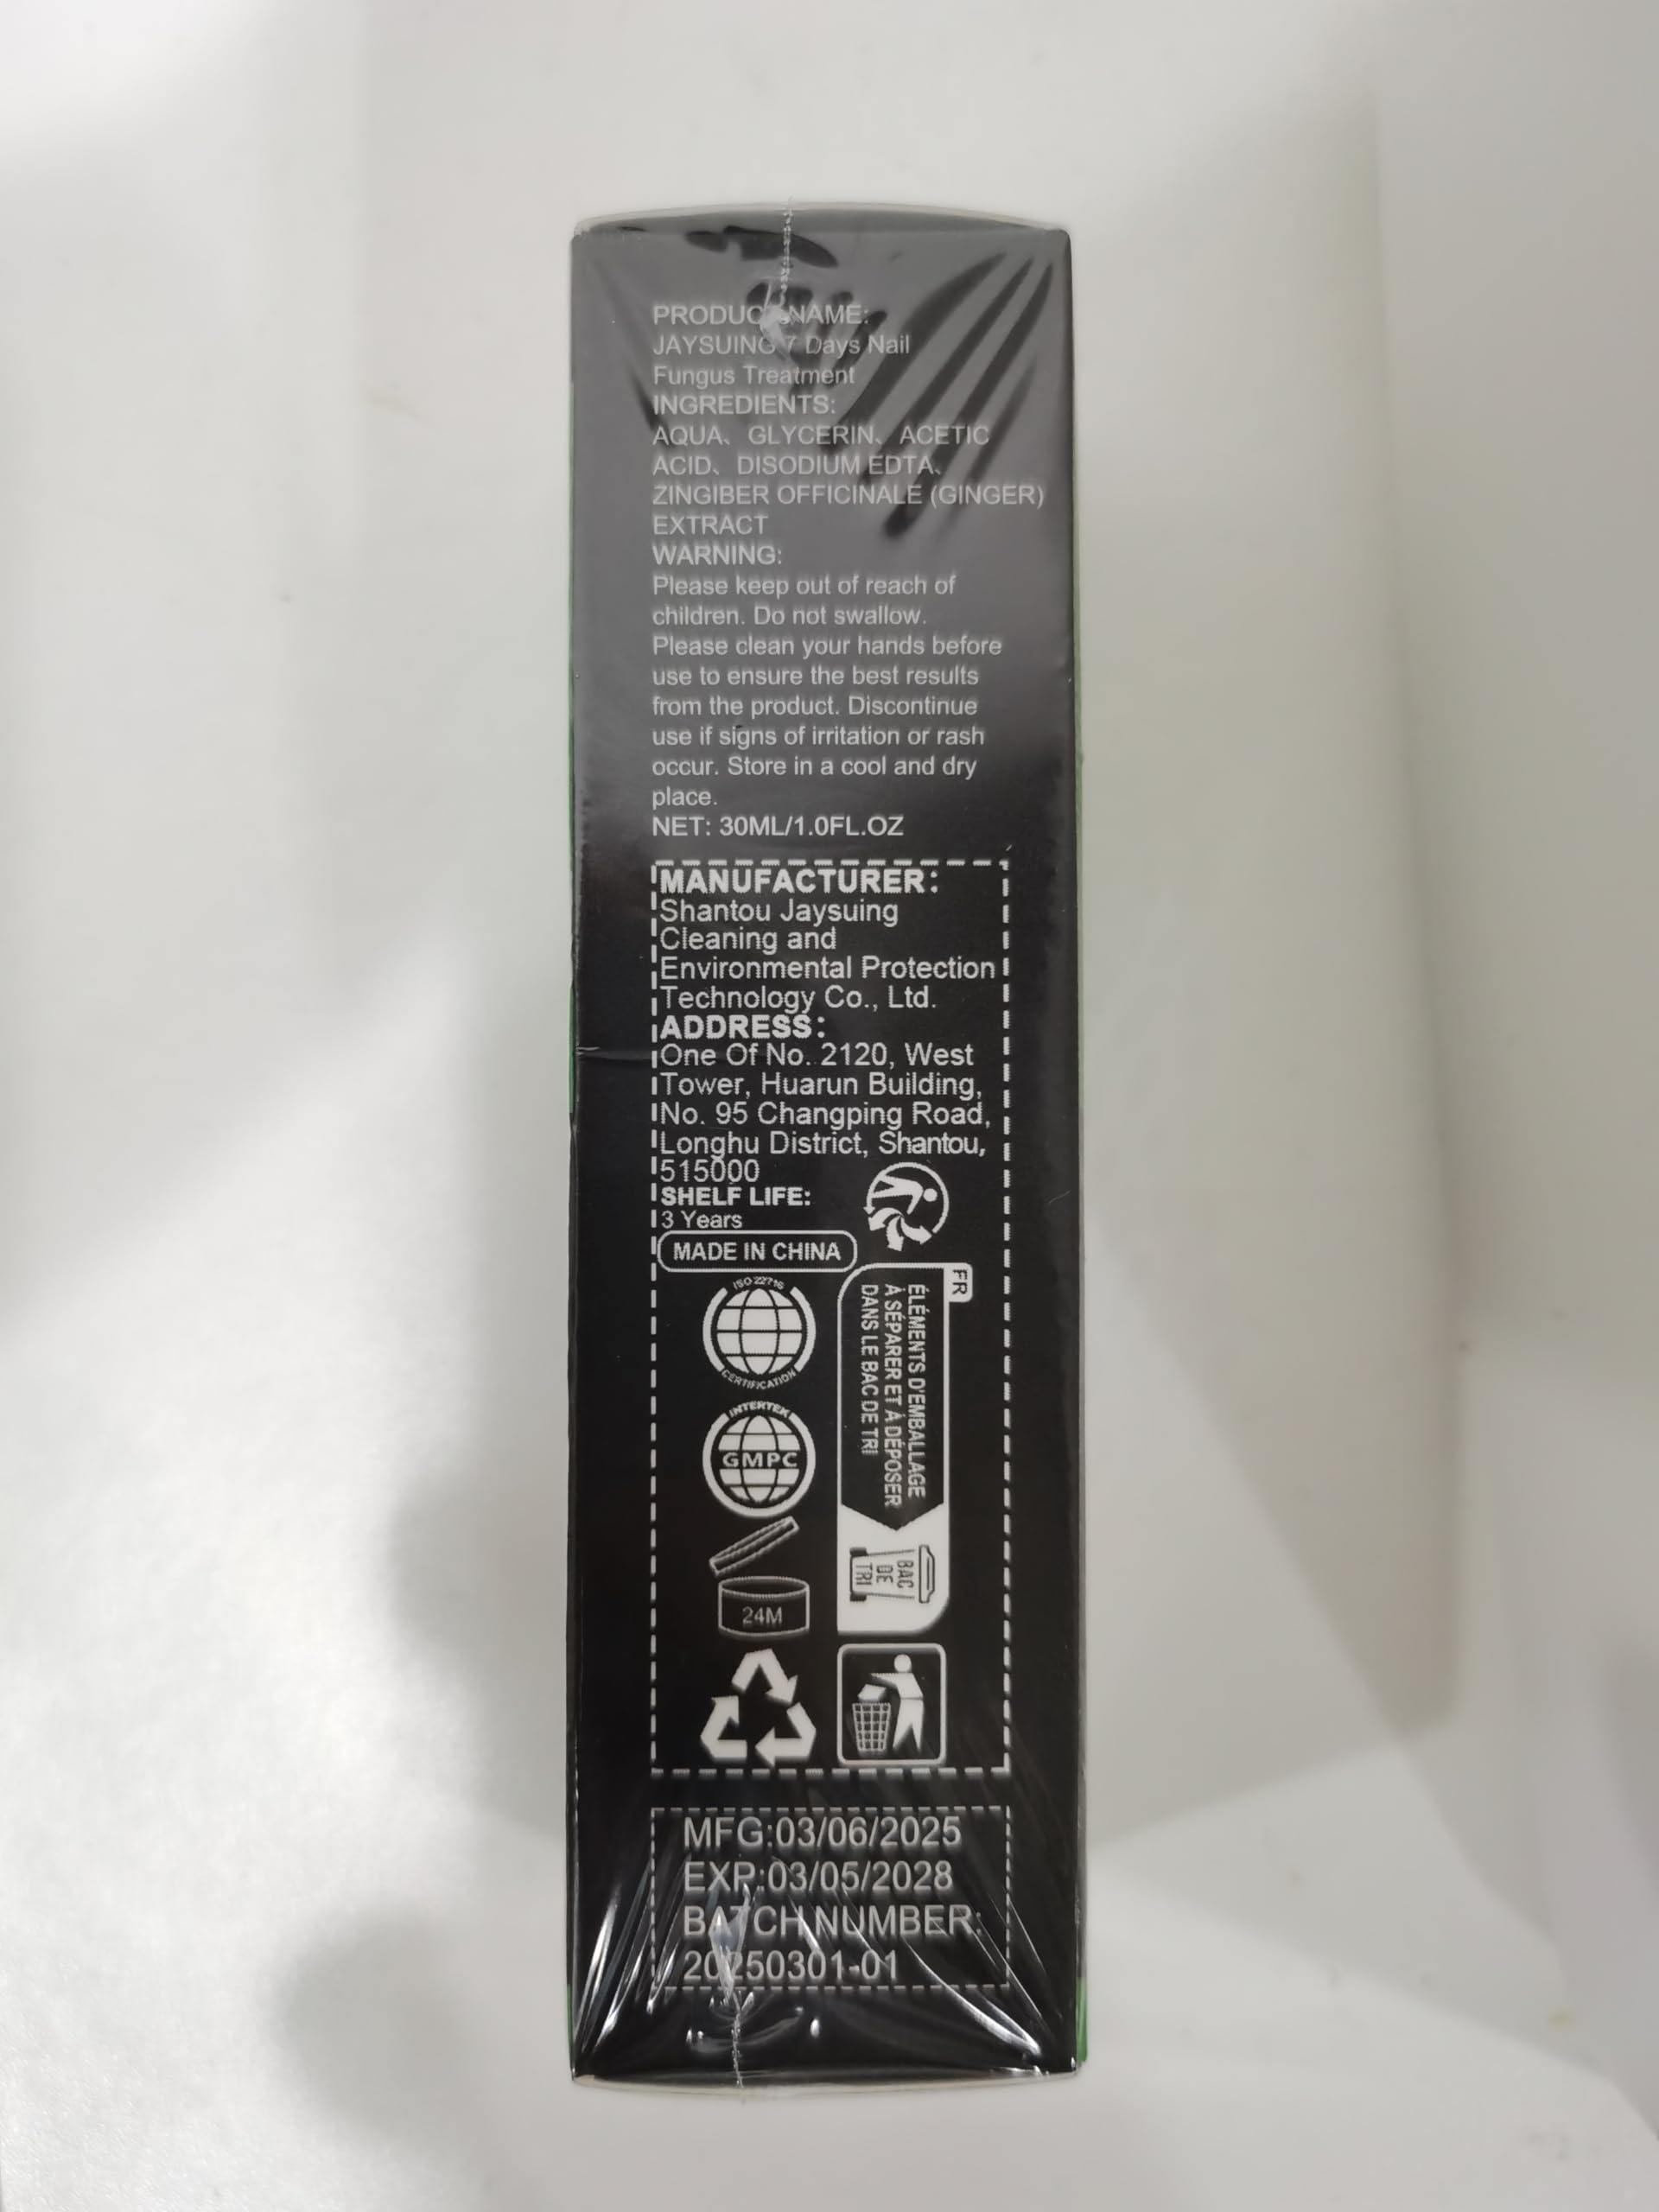 PRODUCT NAME:
JAYSUING 7 Days Nail
Fungus Treatment
INGREDIENTS:
AQUA、GLYCERIN、ACETIC
ACID、DISODIUM EDTA、
ZINGIBER OFFICINALE (GINGER)
EXTRACT
WARNING:
Please keep out of reach of
children. Do not swallow.
Please clean your hands before
use to ensure the best results
from the product. Discontinue
use if signs of irritation or rash
occur. Store in a cool and dry
place.
NET: 30ML/1.0FL.OZ
MANUFACTURER:
Shantou Jaysuing
Cleaning and
Environmental Protection
Technology Co., Ltd.
ADDRESS:
One Of No. 2120, West
Tower, Huarun Building,
No. 95 Changping Road,
Longhu District, Shantou,
515000
SHELF LIFE:
3 Years
MADE IN CHINA
ISO 22716
CERTIFICATION
INTERTEK
GMPC
24M
FR
ÉLÉMENTS D'EMBALLAGE
À SÉPARER ET À DÉPOSER
DANS LE BAC DE TRI
BAC
DE
TRI
MFG:03/06/2025
EXP:03/05/2028
BATCH NUMBER:
20250301-01